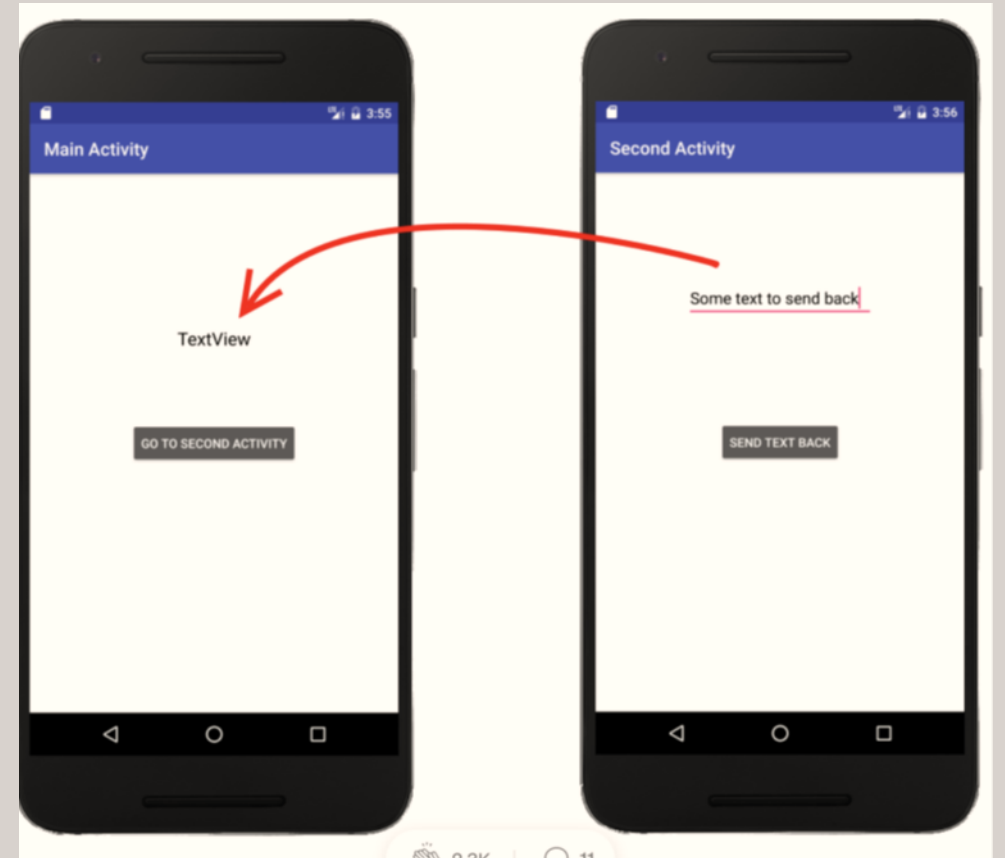 3:55
Main Activity
TextView
GO TO SECOND ACTIVITY
3:56
Second Activity
Some text to send back
SEND TEXT BACK
11